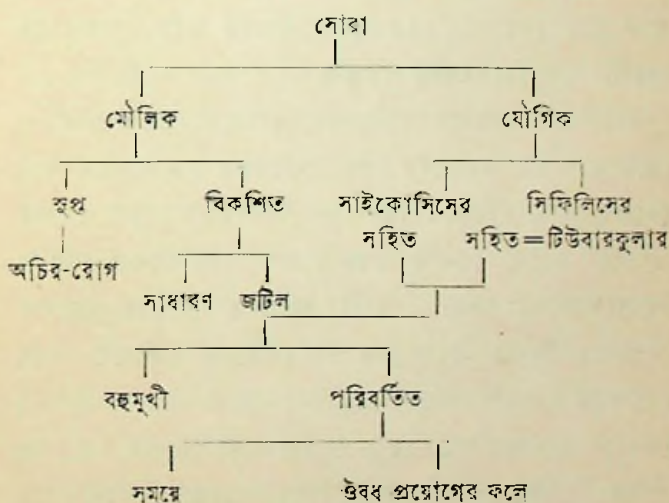 সোরা
মৌলিক যৌগিক
সুপ্ত বিকশিত সাইকোসিসের সিফিলিসের
সহিত সহিত=টিউবারকুলার
অচির-রোগ
সাধারণ জটিল
বহুমুখী পরিবর্তিত
সময়ে ঔষধ প্রয়োগের ফলে